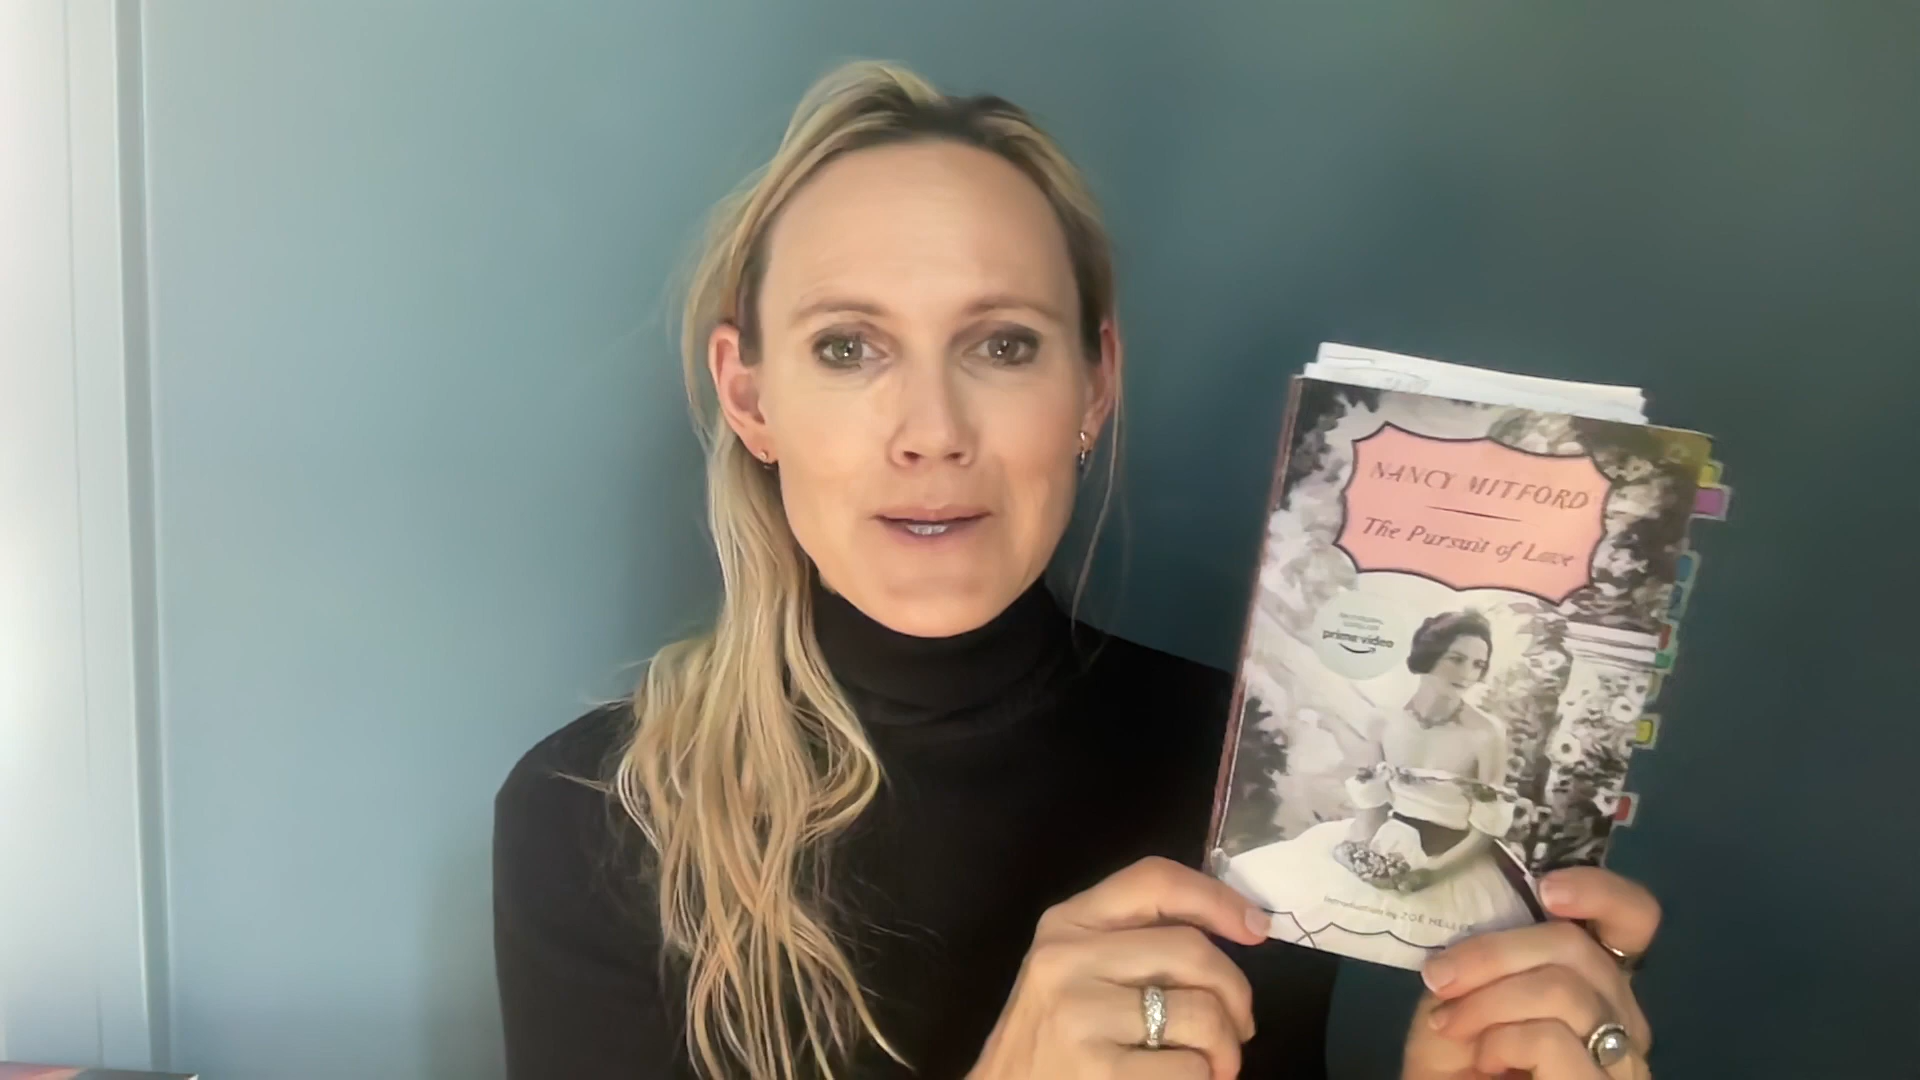 NANCY MITFORD
The Pursuit of Love
prime video
Introduction by ZOË HELLER